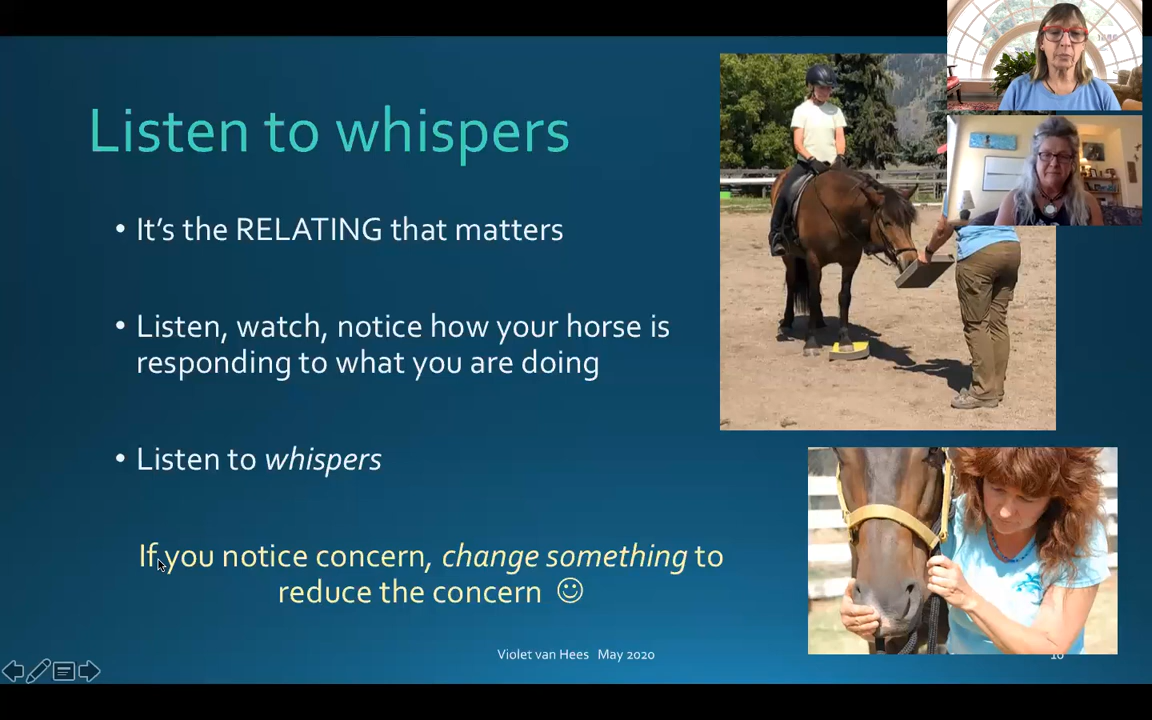 Listen to whispers
• It’s the RELATING that matters
• Listen, watch, notice how your horse is
responding to what you are doing
• Listen to whispers
If you notice concern, change something to
reduce the concern ☺
Violet van Hees May 2020